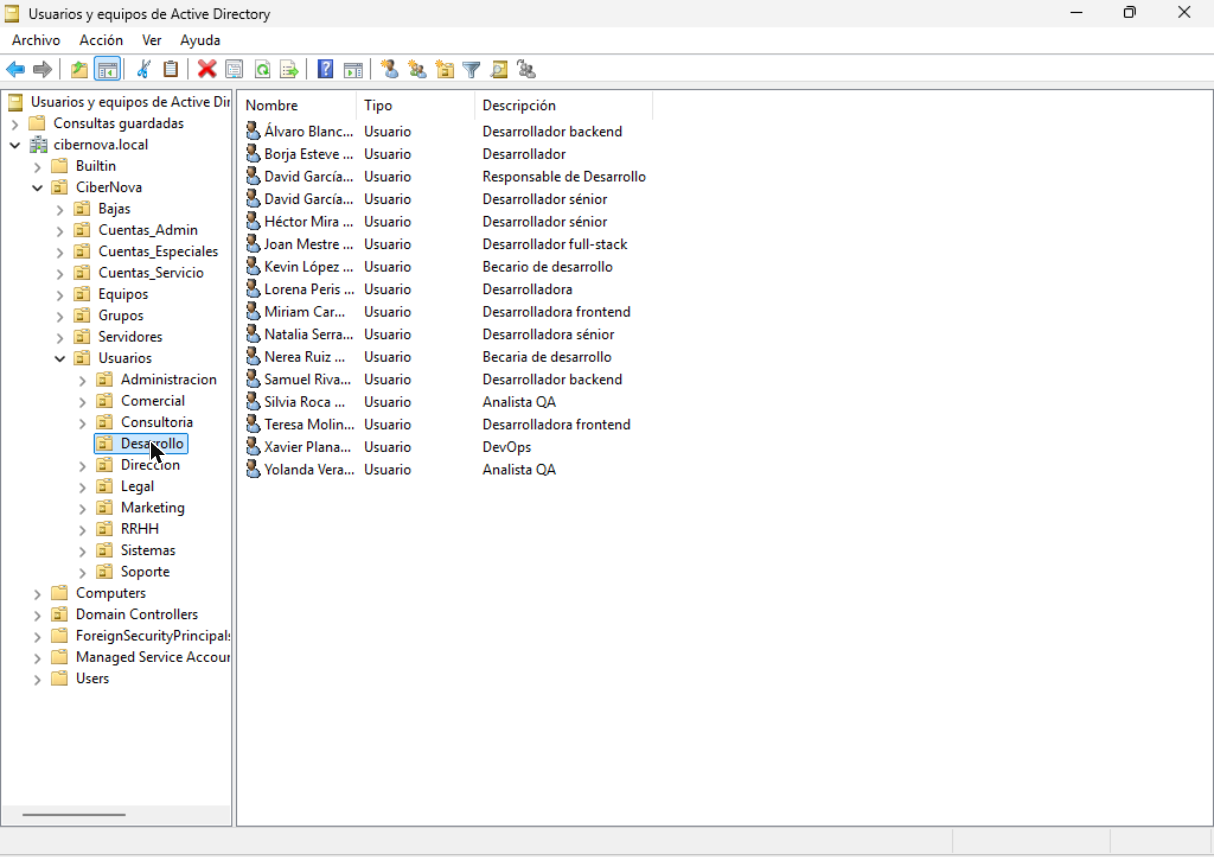 Usuarios y equipos de Active Directory
Archivo Acción Ver Ayuda
Usuarios y equipos de Active Dir
Consultas guardadas
cibernova.local
Builtin
CiberNova
Bajas
Cuentas_Admin
Cuentas_Especiales
Cuentas_Servicio
Equipos
Grupos
Servidores
Usuarios
Administracion
Comercial
Consultoria
Desarrollo
Direccion
Legal
Marketing
RRHH
Sistemas
Soporte
Computers
Domain Controllers
ForeignSecurityPrincipals
Managed Service Accour
Users
Nombre Tipo Descripción
Álvaro Blanc... Usuario Desarrollador backend
Borja Esteve ... Usuario Desarrollador
David García... Usuario Responsable de Desarrollo
David García... Usuario Desarrollador sénior
Héctor Mira ... Usuario Desarrollador sénior
Joan Mestre ... Usuario Desarrollador full-stack
Kevin López ... Usuario Becario de desarrollo
Lorena Peris ... Usuario Desarrolladora
Miriam Car... Usuario Desarrolladora frontend
Natalia Serra... Usuario Desarrolladora sénior
Nerea Ruiz ... Usuario Becaria de desarrollo
Samuel Riva... Usuario Desarrollador backend
Silvia Roca ... Usuario Analista QA
Teresa Molin... Usuario Desarrolladora frontend
Xavier Plana... Usuario DevOps
Yolanda Vera... Usuario Analista QA